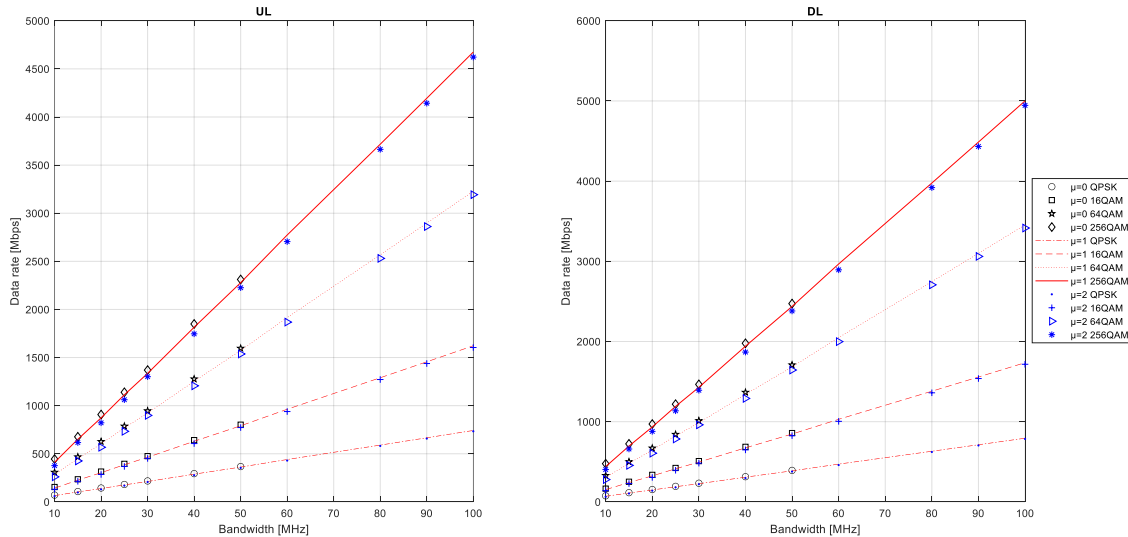 UL
5000
4500
4000
3500
3000
2500
2000
1500
1000
500
0
Data rate [Mbps]
10 20 30 40 50 60 70 80 90 100
Bandwidth [MHz]
DL
6000
5000
4000
3000
2000
1000
0
Data rate [Mbps]
10 20 30 40 50 60 70 80 90 100
Bandwidth [MHz]
μ=0 QPSK
μ=0 16QAM
μ=0 64QAM
μ=0 256QAM
μ=1 QPSK
μ=1 16QAM
μ=1 64QAM
μ=1 256QAM
μ=2 QPSK
μ=2 16QAM
μ=2 64QAM
μ=2 256QAM